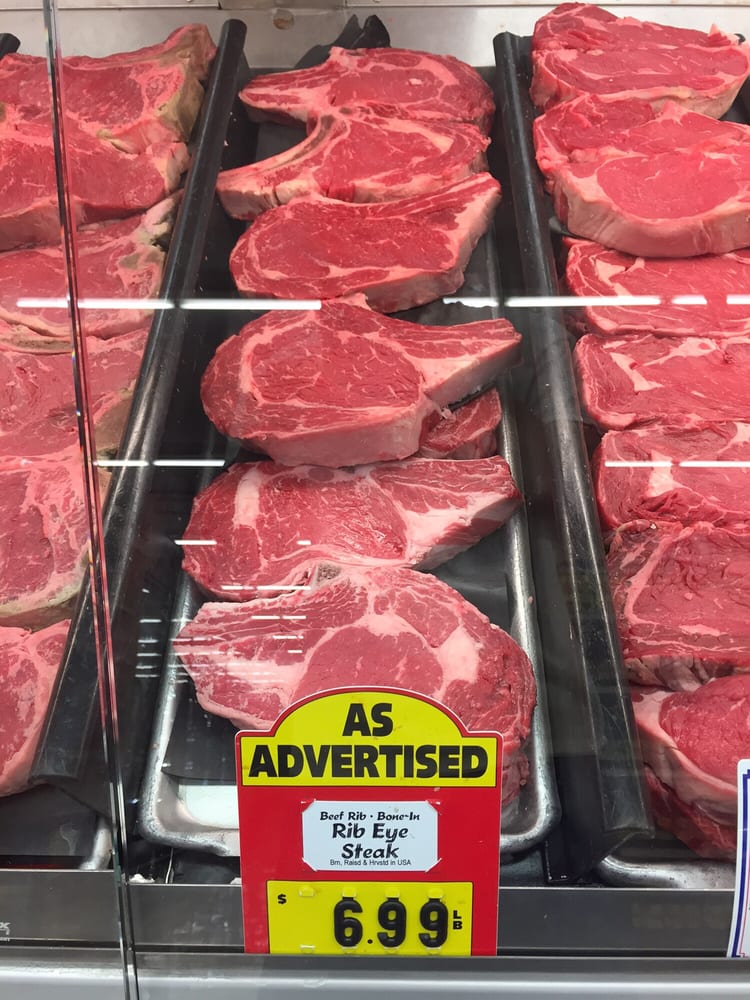 AS
ADVERTISED
Beef Rib • Bone-In
Rib Eye
Steak
Brn, Raisd & Hrvstd in USA
$ 6.99 LB